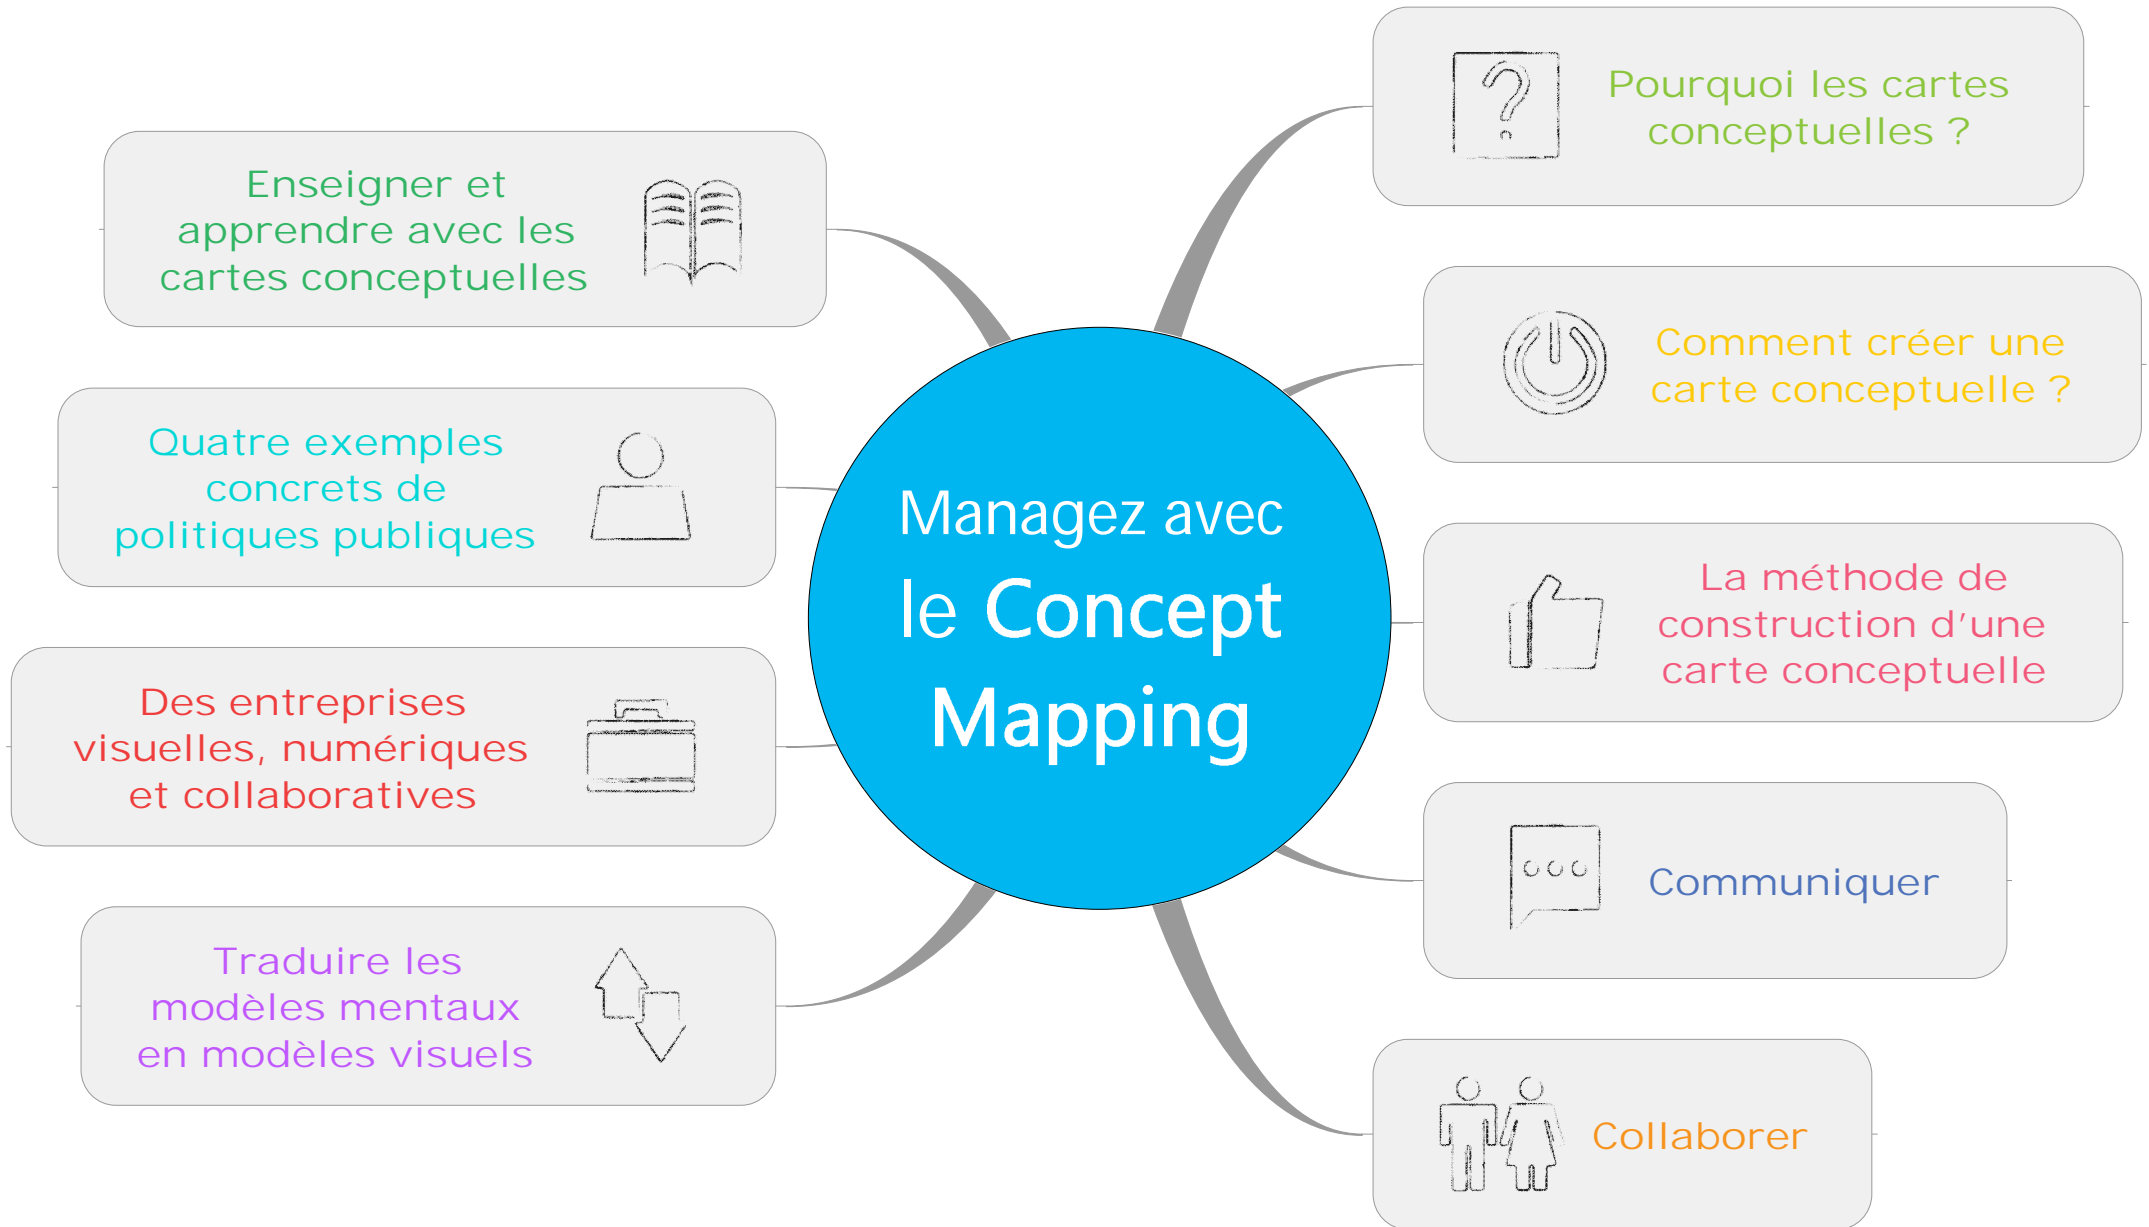 Managez avec
le Concept
Mapping
Pourquoi les cartes
conceptuelles ?
Comment créer une
carte conceptuelle ?
La méthode de
construction d’une
carte conceptuelle
Communiquer
Collaborer
Traduire les
modèles mentaux
en modèles visuels
Des entreprises
visuelles, numériques
et collaboratives
Quatre exemples
concrets de
politiques publiques
Enseigner et
apprendre avec les
cartes conceptuelles